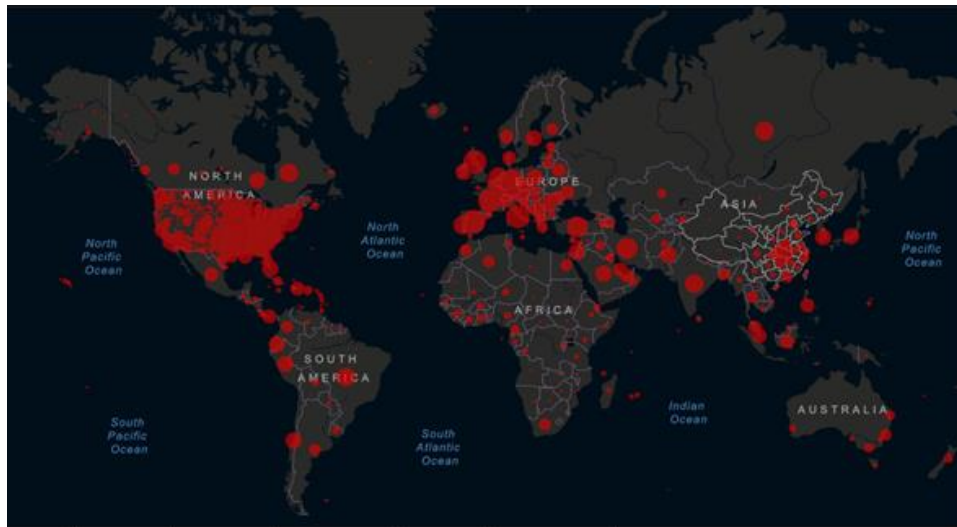 NORTH
AMERICA
EUROPE
ASIA
North
Pacific
Ocean
North
Atlantic
Ocean
North
Pacific
Ocean
AFRICA
SOUTH
AMERICA
South
Pacific
Ocean
South
Atlantic
Ocean
Indian
Ocean
AUSTRALIA